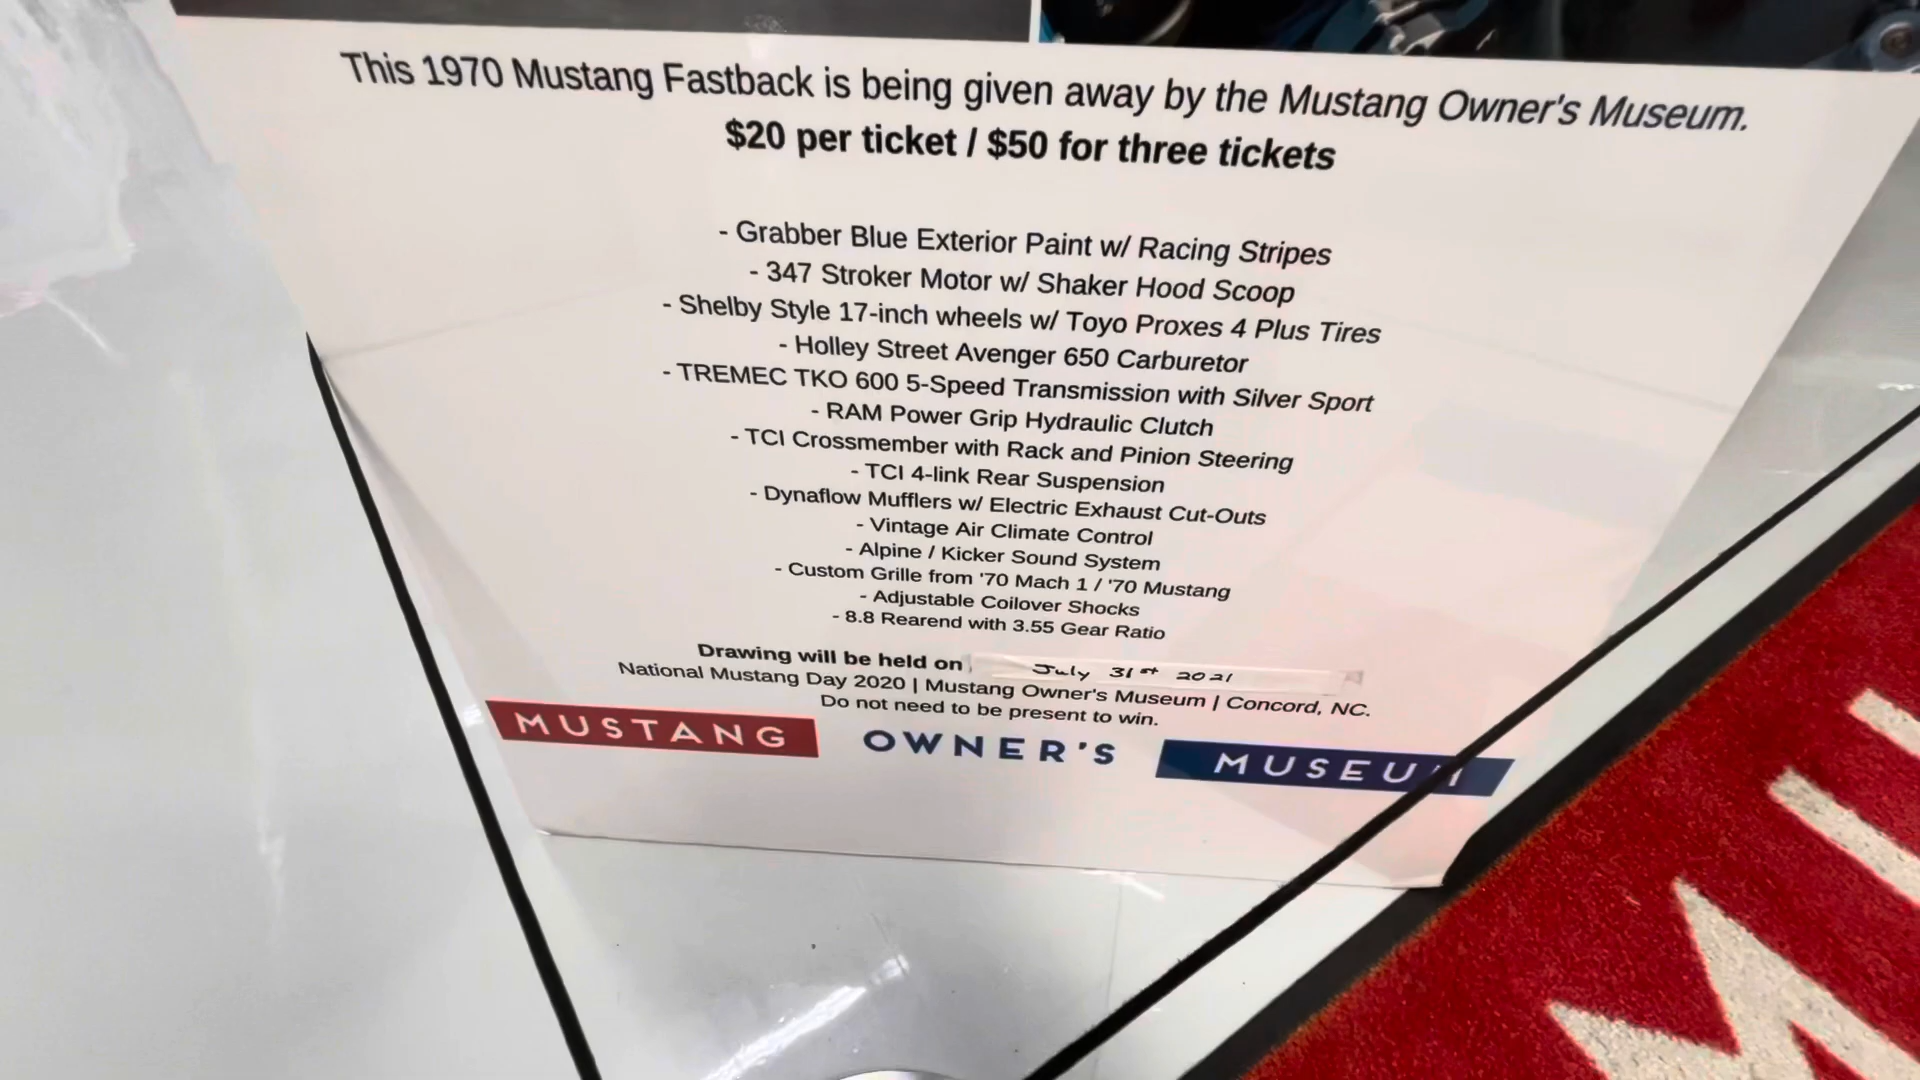 This 1970 Mustang Fastback is being given away by the Mustang Owner's Museum.
$20 per ticket / $50 for three tickets
- Grabber Blue Exterior Paint w/ Racing Stripes
- 347 Stroker Motor w/ Shaker Hood Scoop
- Shelby Style 17-inch wheels w/ Toyo Proxes 4 Plus Tires
- Holley Street Avenger 650 Carburetor
- TREMEC TKO 600 5-Speed Transmission with Silver Sport
- RAM Power Grip Hydraulic Clutch
- TCI Crossmember with Rack and Pinion Steering
- TCI 4-link Rear Suspension
- Dynaflow Mufflers w/ Electric Exhaust Cut-Outs
- Vintage Air Climate Control
- Alpine / Kicker Sound System
- Custom Grille from '70 Mach 1 / '70 Mustang
- Adjustable Coilover Shocks
- 8.8 Rearend with 3.55 Gear Ratio
Drawing will be held on July 31st 2021
National Mustang Day 2020 | Mustang Owner's Museum | Concord, NC.
Do not need to be present to win.
MUSTANG OWNER'S MUSEUM